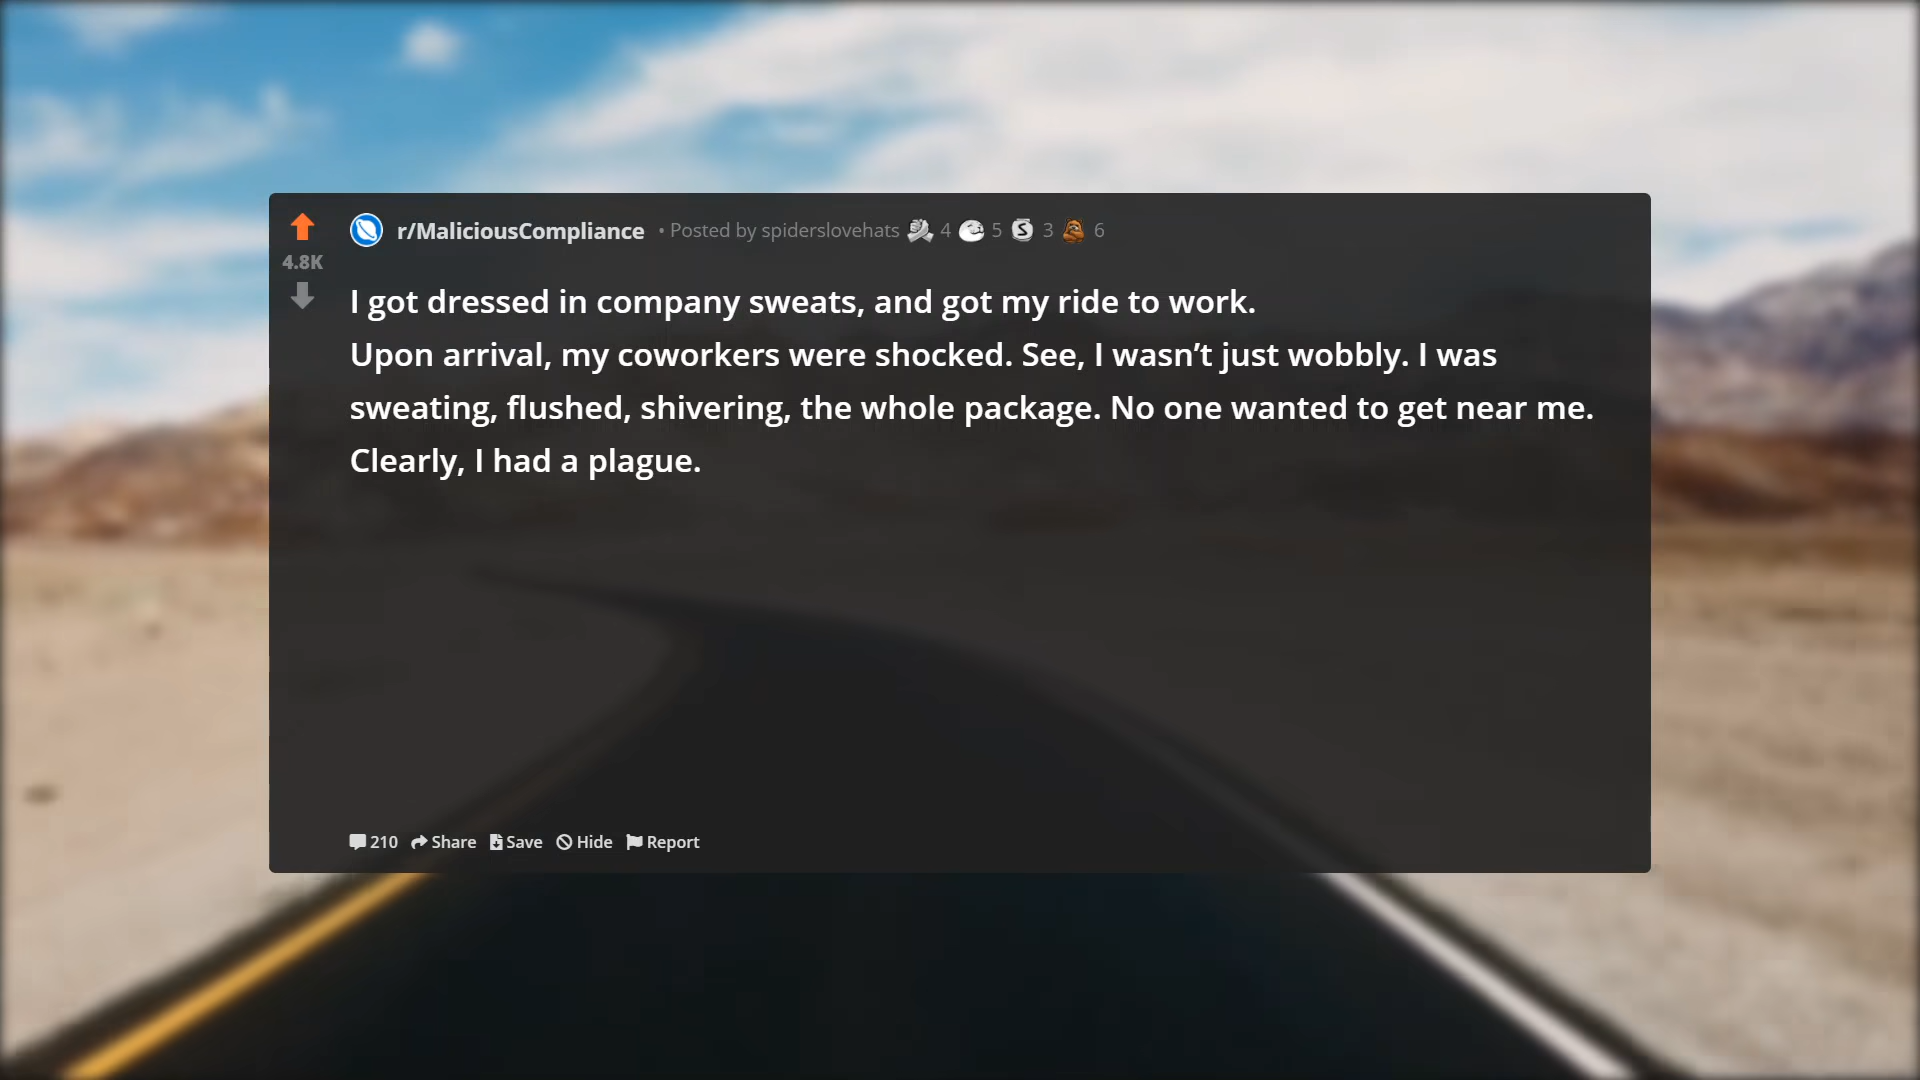 r/MaliciousCompliance • Posted by spiderslovehats 4 5 3 6
4.8K
I got dressed in company sweats, and got my ride to work.
Upon arrival, my coworkers were shocked. See, I wasn’t just wobbly. I was
sweating, flushed, shivering, the whole package. No one wanted to get near me.
Clearly, I had a plague.
210 Share Save Hide Report